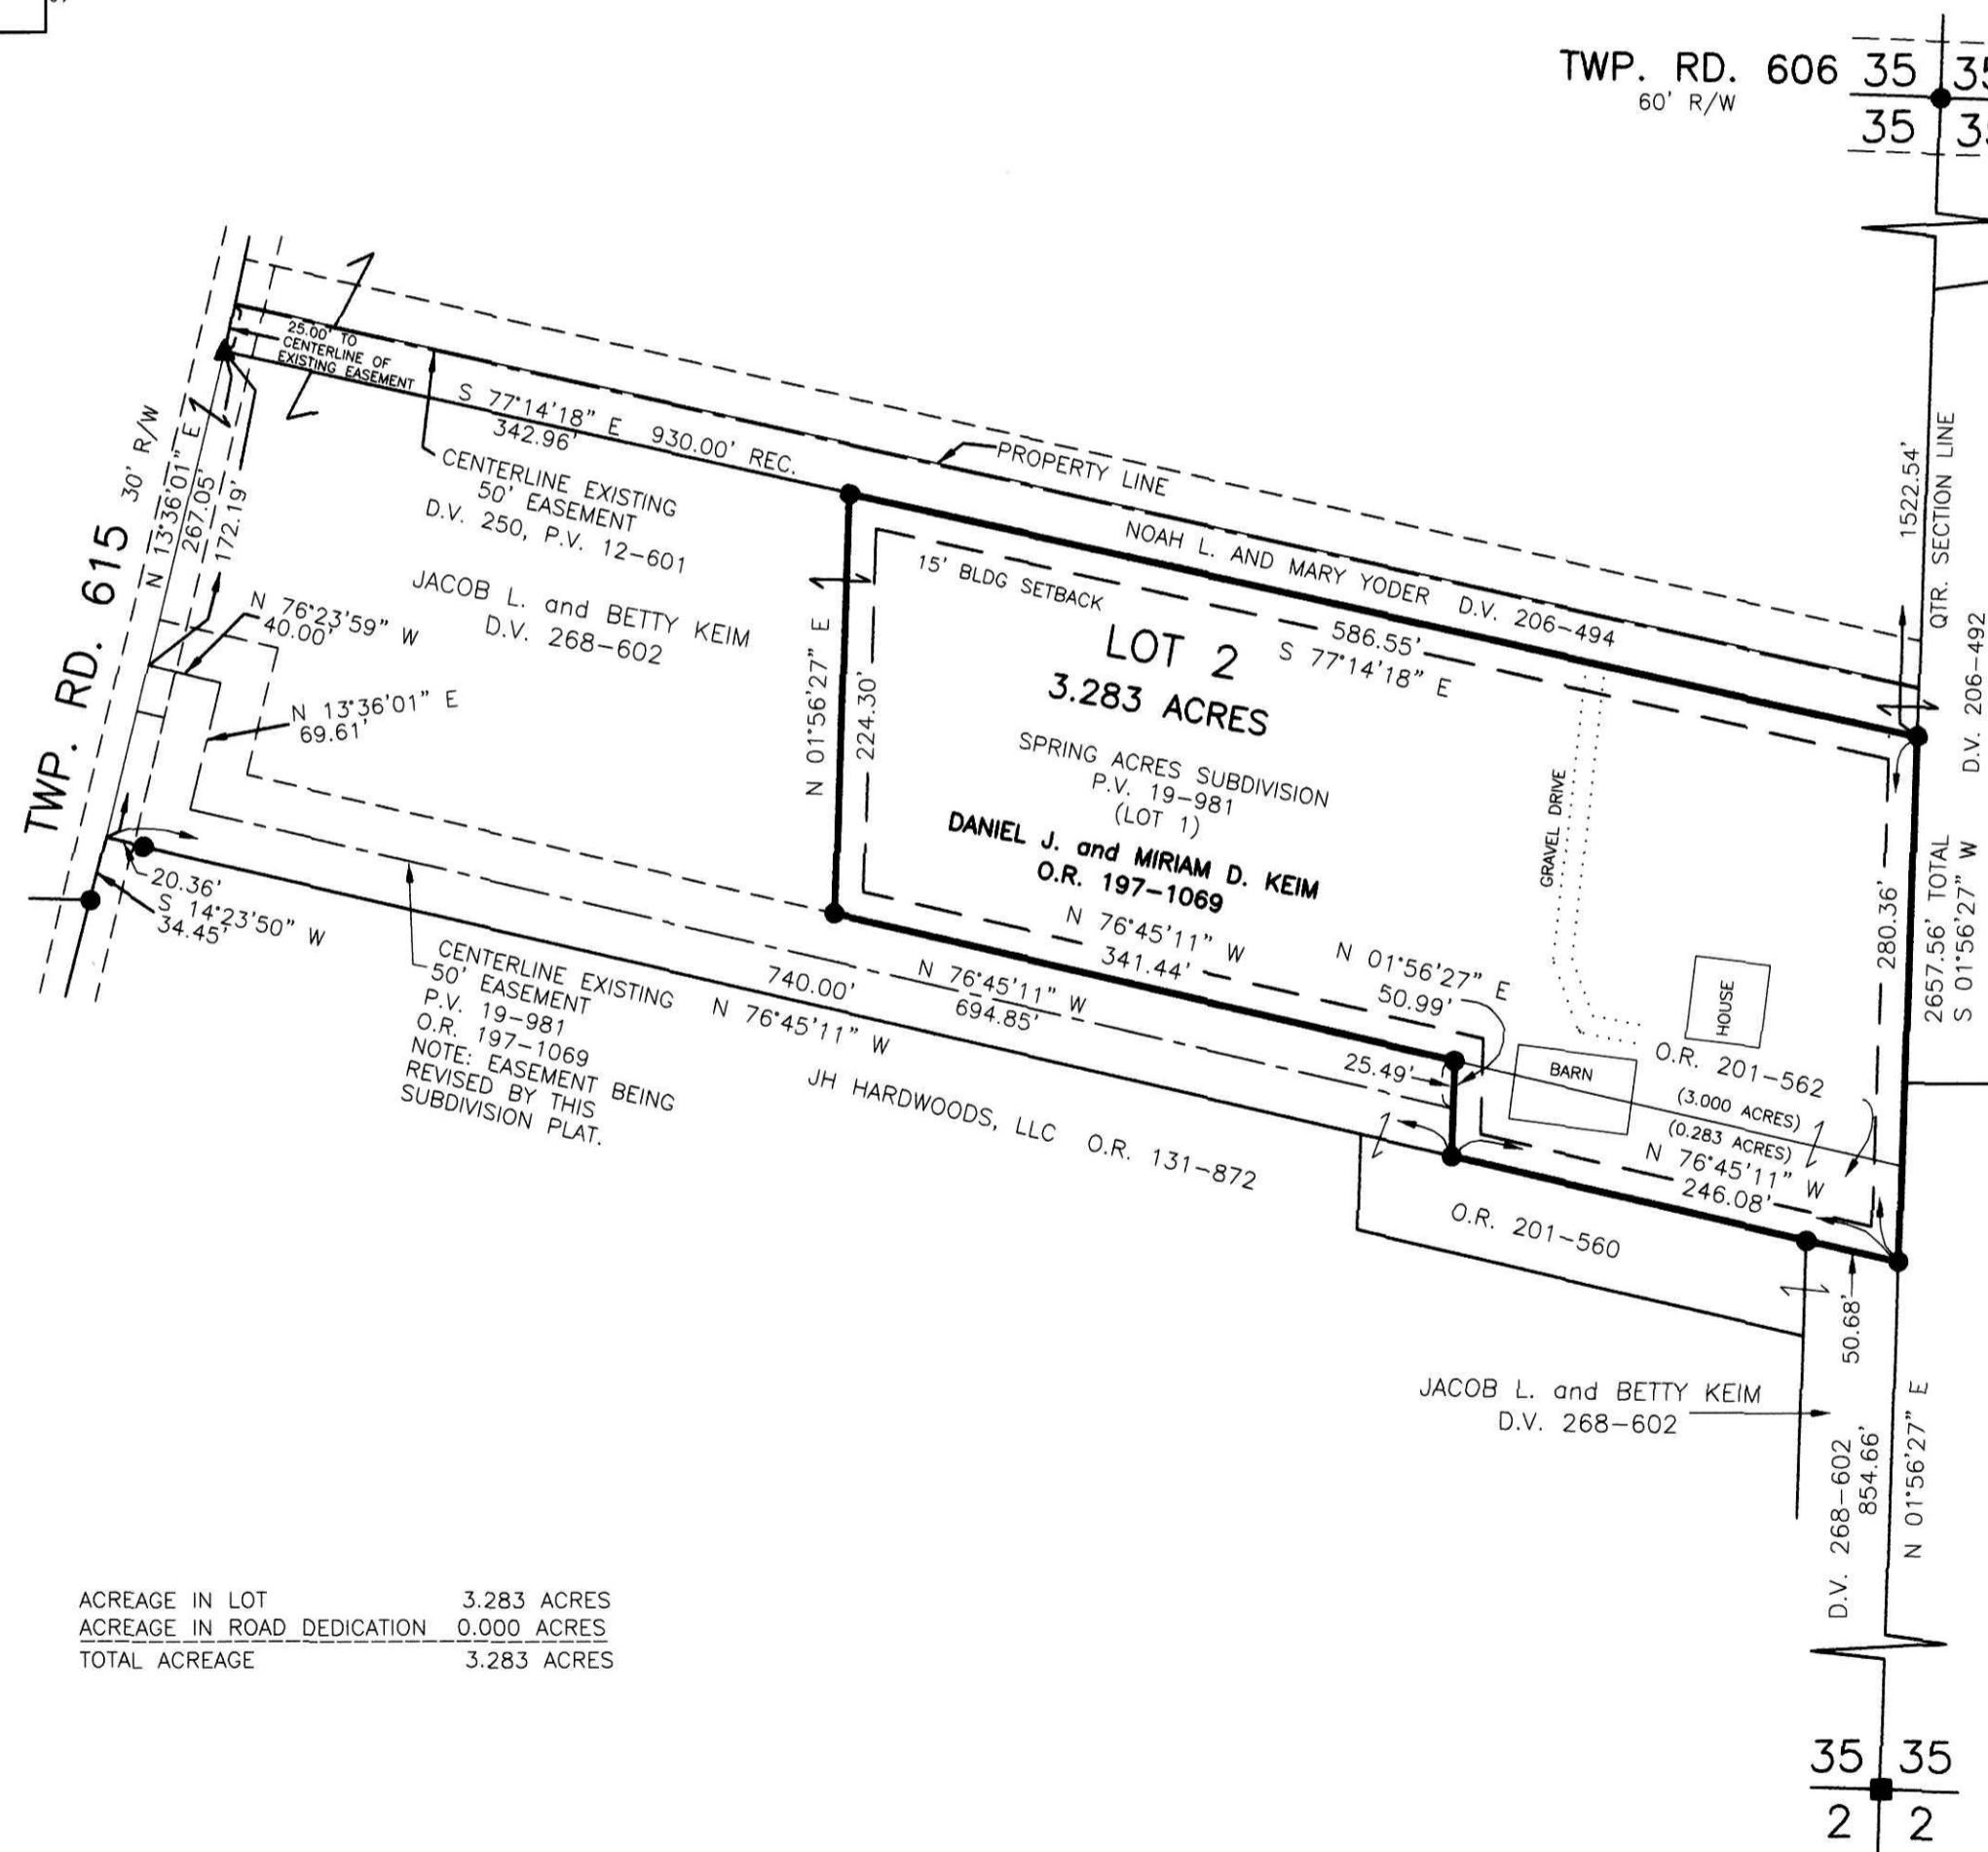 TWP. RD. 606
60' R/W
35
35
25.00' TO
CENTERLINE OF
EXISTING EASEMENT
S 77°14'18" E 930.00' REC.
342.96'
CENTERLINE EXISTING
50' EASEMENT
D.V. 250, P.V. 12-601
JACOB L. and BETTY KEIM
D.V. 268-602
TWP. RD. 615 30' R/W
N 13°36'01" E
267.05'
172.19'
N 76°23'59" W
40.00'
N 13°36'01" E
69.61'
20.36'
S 14°23'50" W
34.45'
PROPERTY LINE
NOAH L. AND MARY YODER D.V. 206-494
15' BLDG SETBACK
586.55'
S 77°14'18" E
LOT 2
3.283 ACRES
SPRING ACRES SUBDIVISION
P.V. 19-981
(LOT 1)
DANIEL J. and MIRIAM D. KEIM
O.R. 197-1069
N 76°45'11" W
341.44'
N 01°56'27" E
224.30'
N 01°56'27" E
50.99'
25.49'
GRAVEL DRIVE
HOUSE
BARN
O.R. 201-562
(3.000 ACRES)
(0.283 ACRES)
N 76°45'11" W
246.08'
280.36'
1522.54'
QTR. SECTION LINE
D.V. 206-492
2657.56' TOTAL
S 01°56'27" W
CENTERLINE EXISTING
50' EASEMENT
P.V. 19-981
O.R. 197-1069
NOTE: EASEMENT BEING
REVISED BY THIS
SUBDIVISION PLAT.
740.00'
N 76°45'11" W
N 76°45'11" W
694.85'
JH HARDWOODS, LLC O.R. 131-872
O.R. 201-560
50.68'
JACOB L. and BETTY KEIM
D.V. 268-602
D.V. 268-602
854.66'
N 01°56'27" E
ACREAGE IN LOT 3.283 ACRES
ACREAGE IN ROAD DEDICATION 0.000 ACRES
TOTAL ACREAGE 3.283 ACRES
35 35
2 2